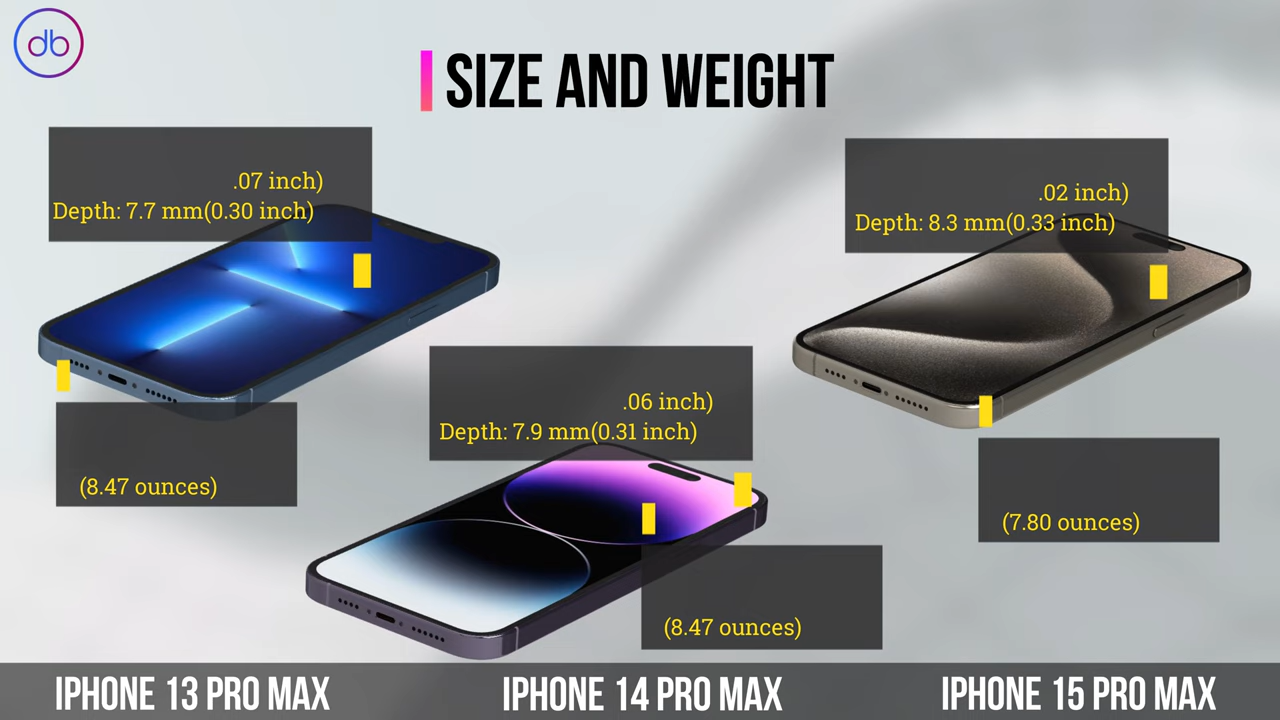 db
SIZE AND WEIGHT
.07 inch)
Depth: 7.7 mm(0.30 inch)
.02 inch)
Depth: 8.3 mm(0.33 inch)
.06 inch)
Depth: 7.9 mm(0.31 inch)
(8.47 ounces)
(7.80 ounces)
(8.47 ounces)
IPHONE 13 PRO MAX
IPHONE 14 PRO MAX
IPHONE 15 PRO MAX